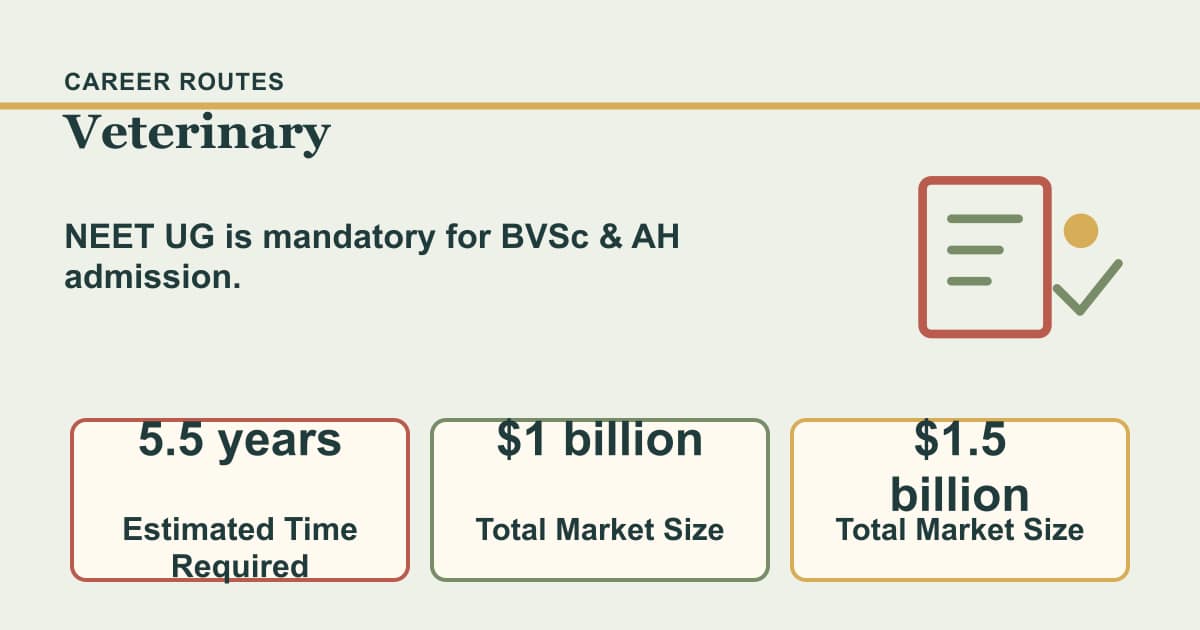 CAREER ROUTES
Veterinary
NEET UG is mandatory for BVSc & AH
admission.
5.5 years
Estimated Time
Required
$1 billion
Total Market Size
$1.5
billion
Total Market Size